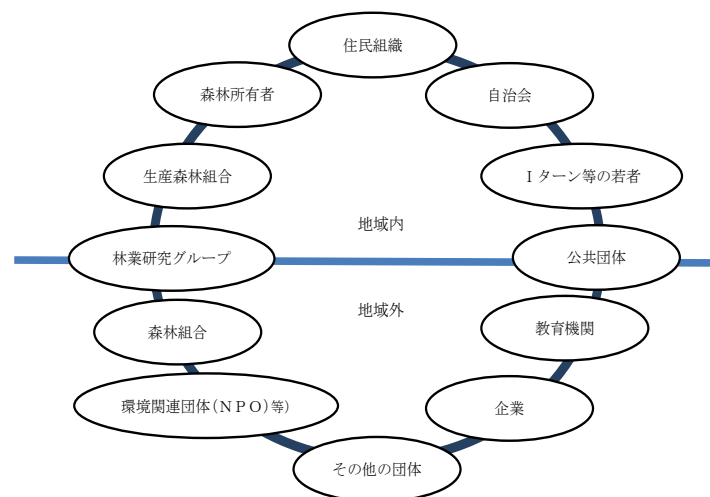 住民組織
森林所有者
自治会
生産森林組合
Iターン等の若者
地域内
林業研究グループ
公共団体
地域外
森林組合
教育機関
環境関連団体(NPO)等)
企業
その他の団体